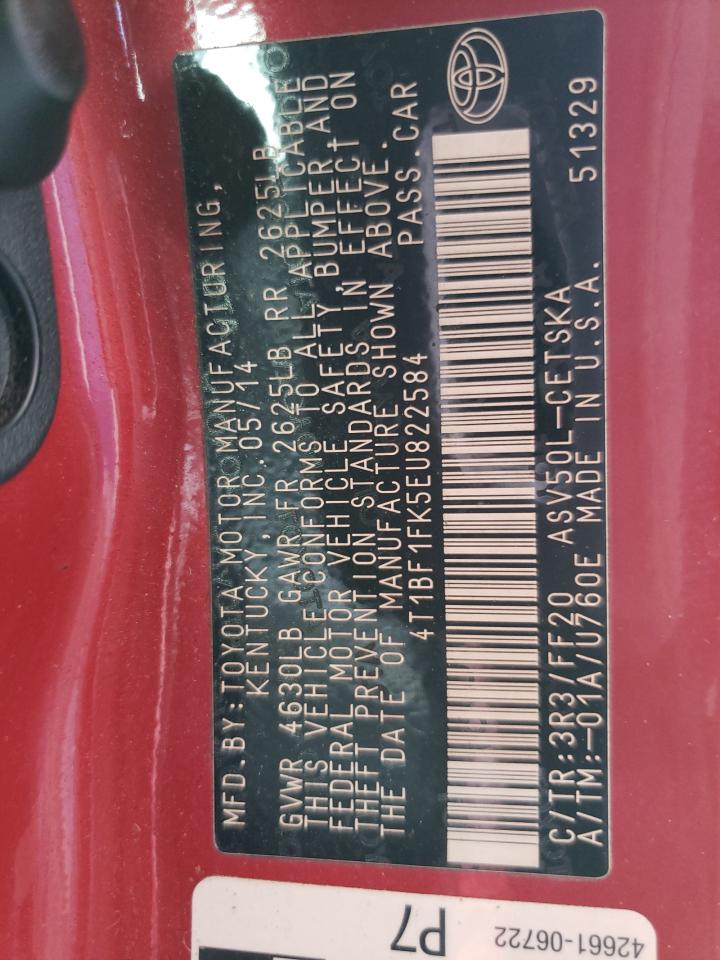 MFD.BY:TOYOTA MOTOR MANUFACTURING,
KENTUCKY,INC. 05/14
GVWR 4630LB GAWR FR 2625LB RR 2625LB
THIS VEHICLE CONFORMS TO ALL APPLICABLE
FEDERAL MOTOR VEHICLE SAFETY, BUMPER, AND
THEFT PREVENTION STANDARDS IN EFFECT ON
THE DATE OF MANUFACTURE SHOWN ABOVE.
4T1BF1FK5EU822584 PASS.CAR
C/TR:3R3/FF20 ASV50L-CETSKA 51329
A/TM:-01A/U760E MADE IN U.S.A.
P7
42661-06722